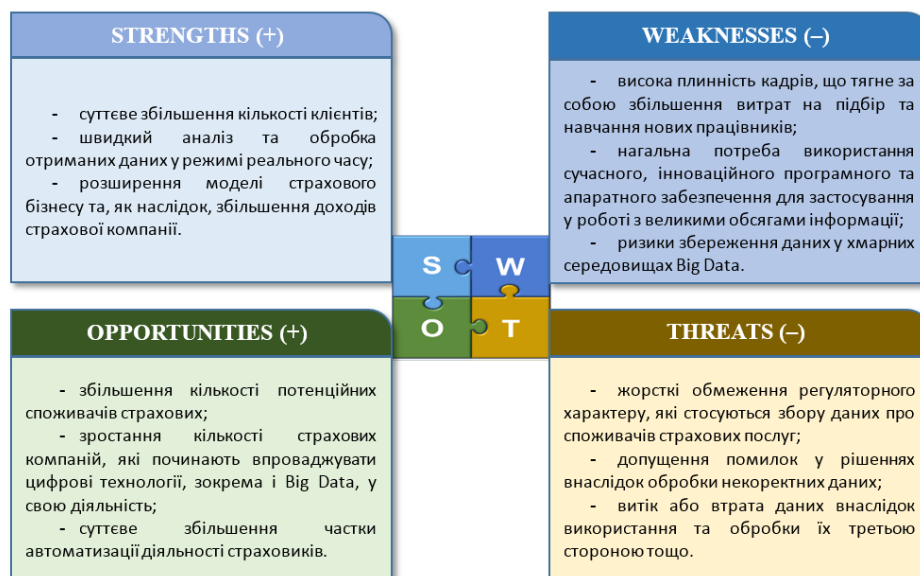 STRENGTHS (+)
- суттєве збільшення кількості клієнтів;
- швидкий аналіз та обробка
отриманих даних у режимі реального часу;
- розширення моделі страхового
бізнесу та, як наслідок, збільшення доходів
страхової компанії.
WEAKNESSES (–)
- висока плинність кадрів, що тягне за
собою збільшення витрат на підбір та
навчання нових працівників;
- нагальна потреба використання
сучасного, інноваційного програмного та
апаратного забезпечення для застосування
у роботі з великими обсягами інформації;
- ризики збереження даних у хмарних
середовищах Big Data.
S W
O T
OPPORTUNITIES (+)
- збільшення кількості потенційних
споживачів страхових;
- зростання кількості страхових
компаній, які починають впроваджувати
цифрові технології, зокрема і Big Data, у
свою діяльність;
- суттєве збільшення частки
автоматизації діяльності страховиків.
THREATS (–)
- жорсткі обмеження регуляторного
характеру, які стосуються збору даних про
споживачів страхових послуг;
- допущення помилок у рішеннях
внаслідок обробки некоректних даних;
- витік або втрата даних внаслідок
використання та обробки їх третьою
стороною тощо.